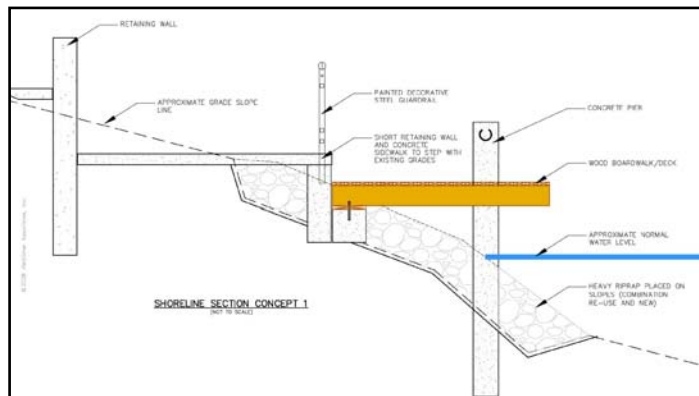 RETAINING WALL
APPROXIMATE GRADE SLOPE
LINE
PAINTED DECORATIVE
STEEL GUARDRAIL
SHORT RETAINING WALL
AND CONCRETE
SIDEWALK TO STEP WITH
EXISTING GRADES
CONCRETE PIER
WOOD BOARDWALK/DECK
APPROXIMATE NORMAL
WATER LEVEL
HEAVY RIPRAP PLACED ON
SLOPES (COMBINATION
RE-USE AND NEW)
SHORELINE SECTION CONCEPT 1
(NOT TO SCALE)